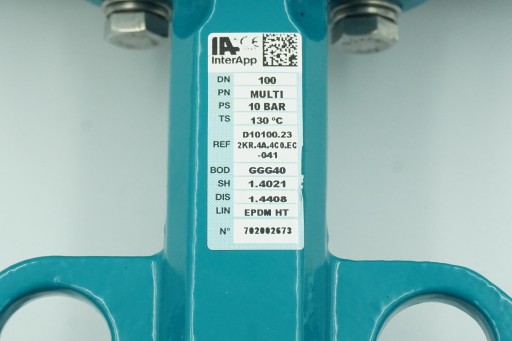 IA CE
InterApp
DN 100
PN MULTI
PS 10 BAR
TS 130 °C
REF D10100.23
2KR.4A.4C0.EC
-041
BOD GGG40
SH 1.4021
DIS 1.4408
LIN EPDM HT
N° 702002673